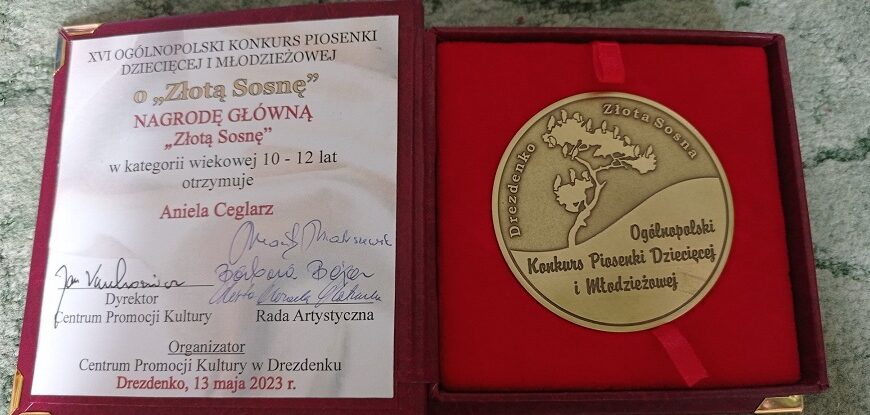 XVI OGÓLNOPOLSKI KONKURS PIOSENKI
DZIECIĘCEJ I MŁODZIEŻOWEJ
o „Złotą Sosnę”
NAGRODĘ GŁÓWNĄ
„Złotą Sosnę”
w kategorii wiekowej 10 - 12 lat
otrzymuje
Aniela Ceglarz
Barbara
Dyrektor
Centrum Promocji Kultury
Rada Artystyczna
Organizator
Centrum Promocji Kultury w Drezdenku
Drezdenko, 13 maja 2023 r.
Drezdenko
Złota Sosna
Ogólnopolski
Konkurs Piosenki Dziecięcej
i Młodzieżowej